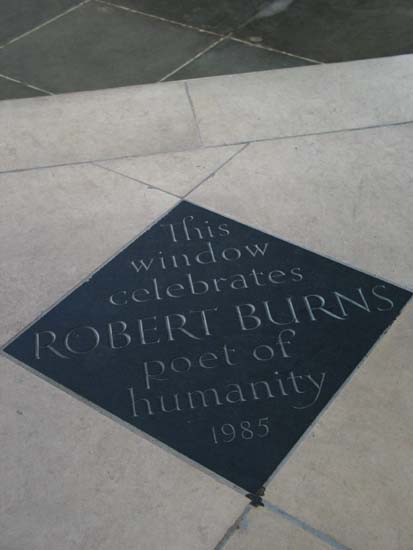 This
window
celebrates
ROBERT BURNS
poet of
humanity
1985